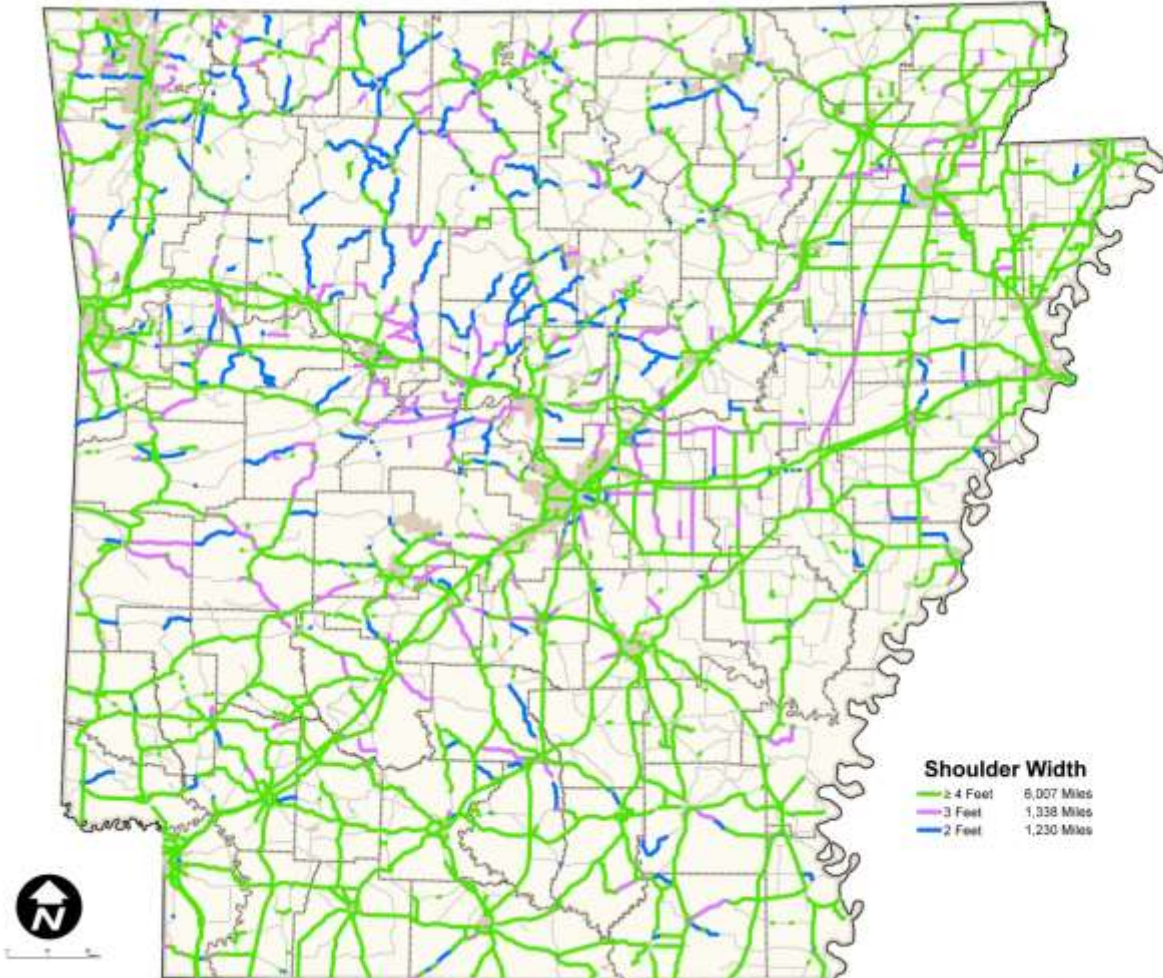 Shoulder Width
≥ 4 Feet 6,007 Miles
3 Feet 1,338 Miles
2 Feet 1,230 Miles
N